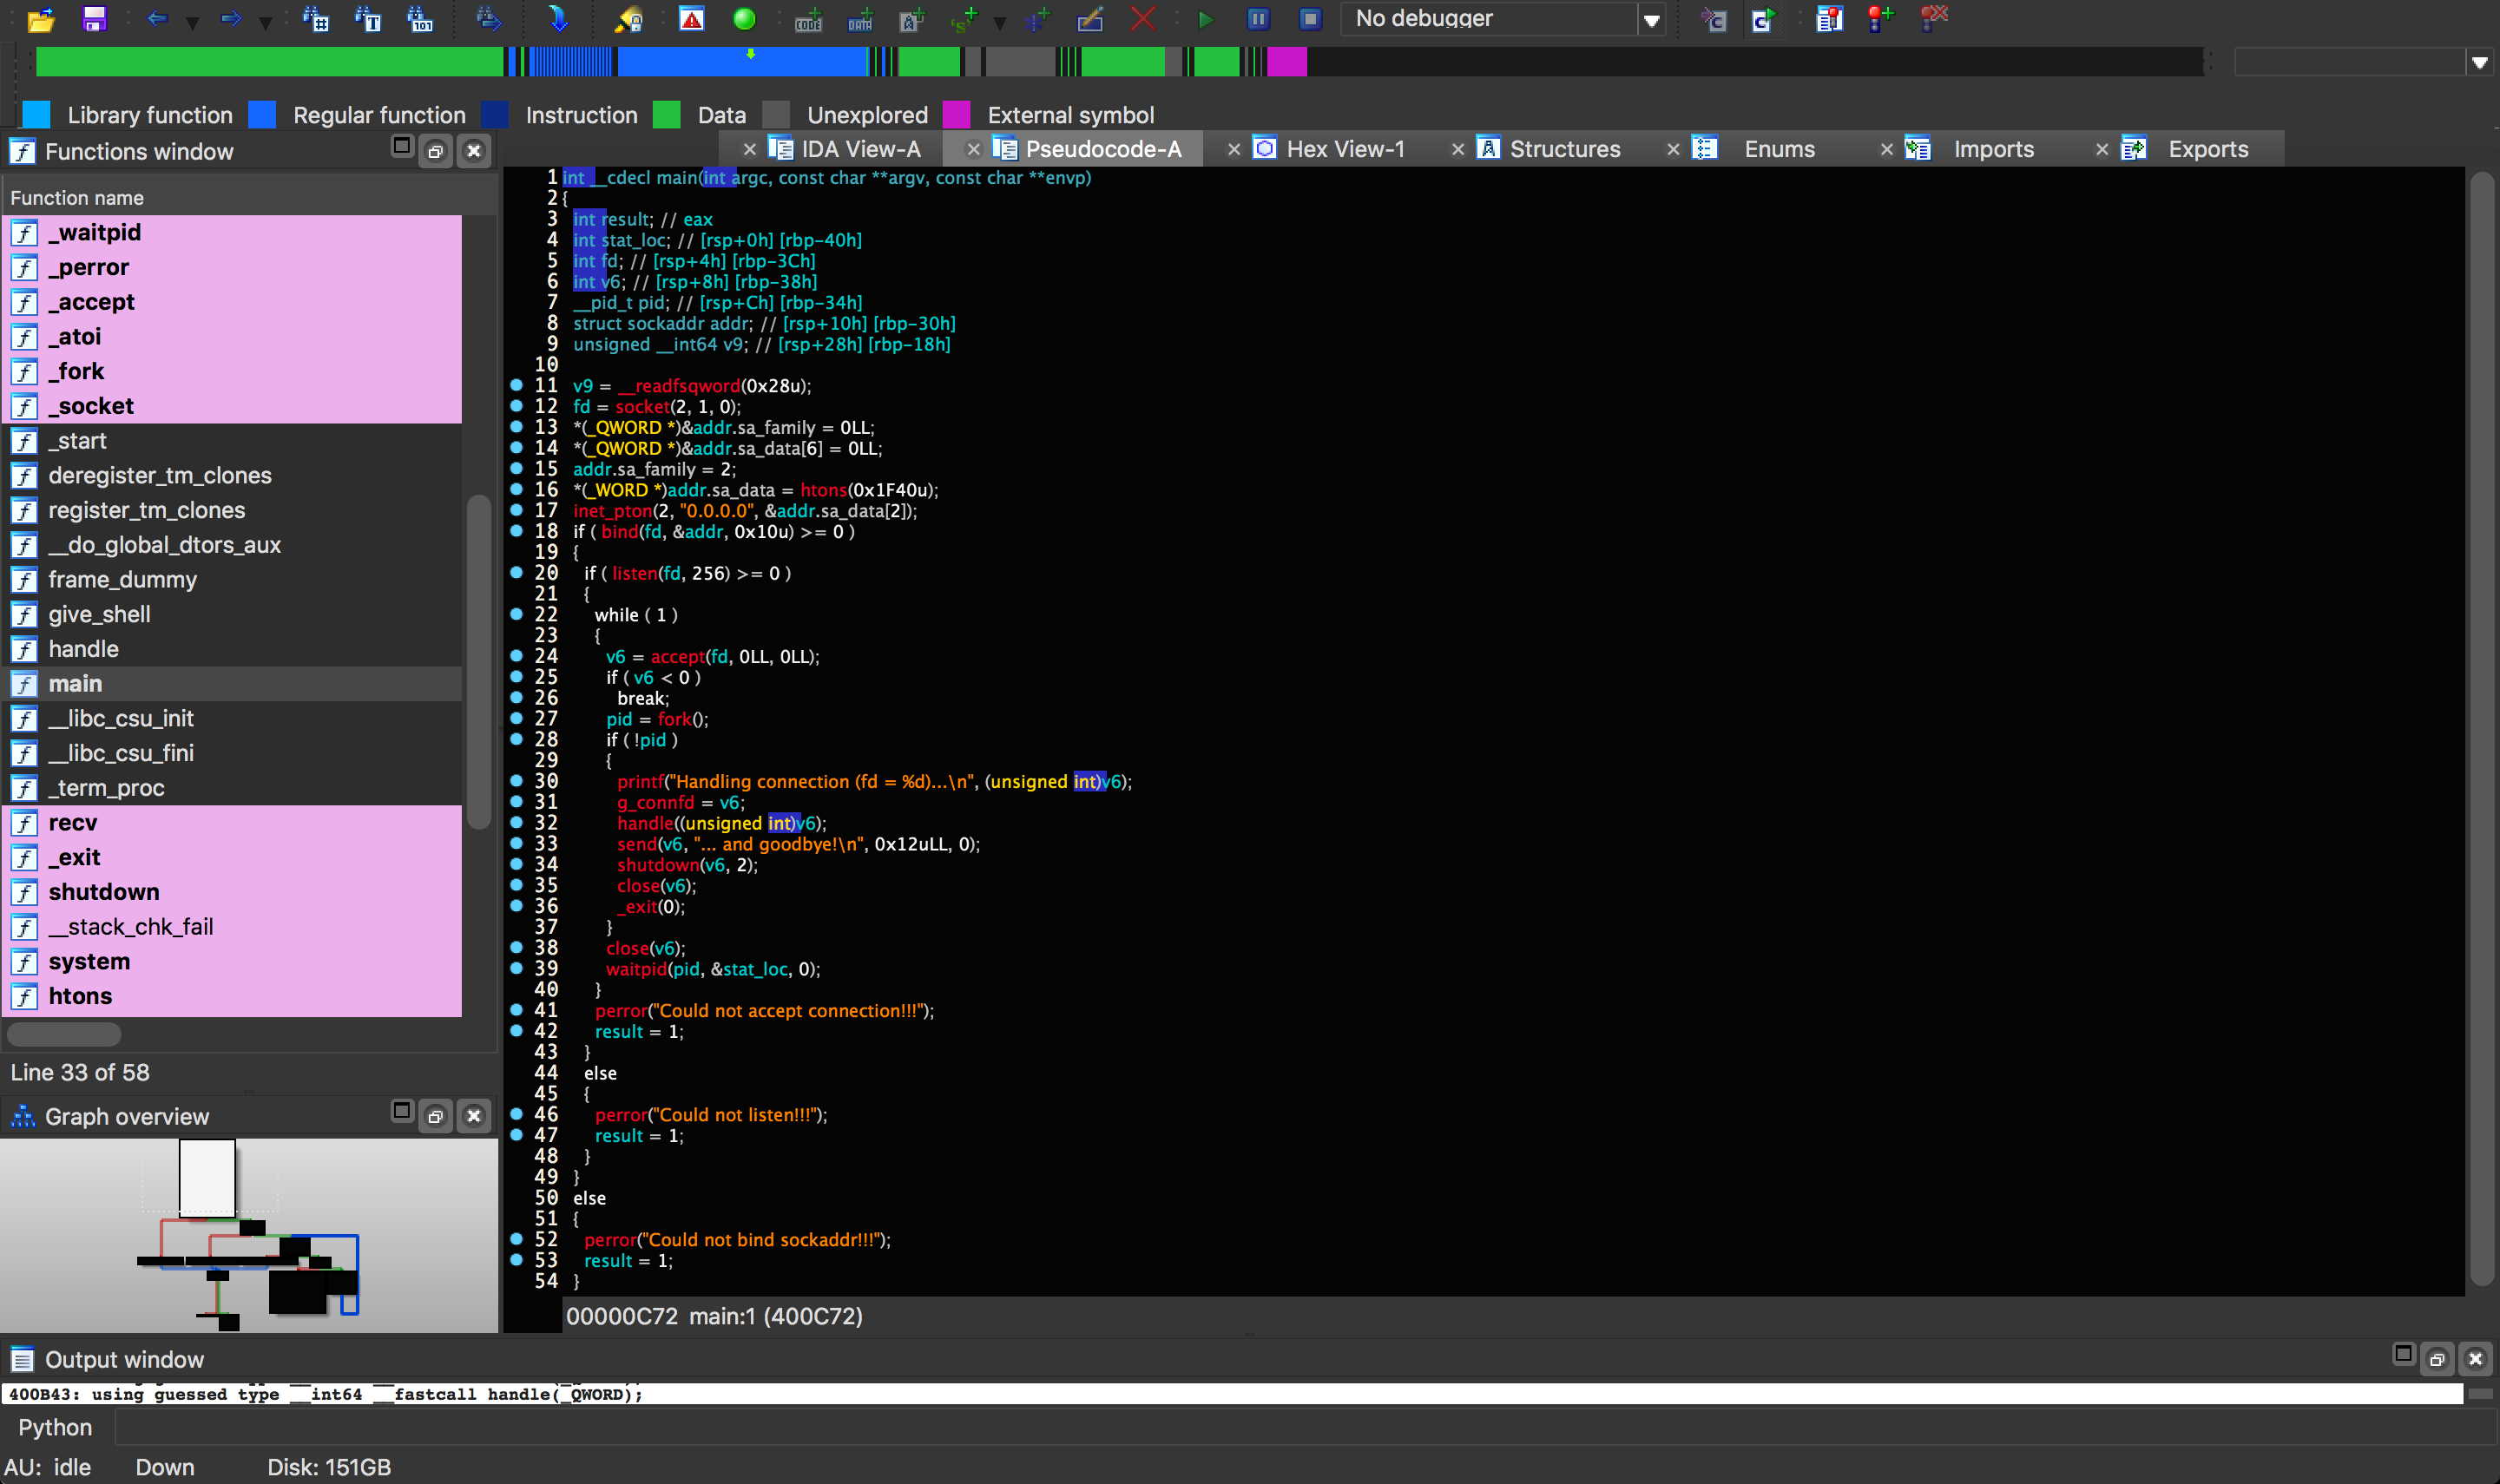 No debugger
Library function Regular function Instruction Data Unexplored External symbol
Functions window
Function name
_waitpid
_perror
_accept
_atoi
_fork
_socket
_start
deregister_tm_clones
register_tm_clones
__do_global_dtors_aux
frame_dummy
give_shell
handle
main
__libc_csu_init
__libc_csu_fini
_term_proc
recv
_exit
shutdown
__stack_chk_fail
system
htons
Line 33 of 58
Graph overview
IDA View-A Pseudocode-A Hex View-1 Structures Enums Imports Exports
1 int __cdecl main(int argc, const char **argv, const char **envp)
2 {
3 int result; // eax
4 int stat_loc; // [rsp+0h] [rbp-40h]
5 int fd; // [rsp+4h] [rbp-3Ch]
6 int v6; // [rsp+8h] [rbp-38h]
7 __pid_t pid; // [rsp+Ch] [rbp-34h]
8 struct sockaddr addr; // [rsp+10h] [rbp-30h]
9 unsigned __int64 v9; // [rsp+28h] [rbp-18h]
10
11 v9 = __readfsqword(0x28u);
12 fd = socket(2, 1, 0);
13 *(_QWORD *)&addr.sa_family = 0LL;
14 *(_QWORD *)&addr.sa_data[6] = 0LL;
15 addr.sa_family = 2;
16 *(_WORD *)addr.sa_data = htons(0x1F40u);
17 inet_pton(2, "0.0.0.0", &addr.sa_data[2]);
18 if ( bind(fd, &addr, 0x10u) >= 0 )
19 {
20 if ( listen(fd, 256) >= 0 )
21 {
22 while ( 1 )
23 {
24 v6 = accept(fd, 0LL, 0LL);
25 if ( v6 < 0 )
26 break;
27 pid = fork();
28 if ( !pid )
29 {
30 printf("Handling connection (fd = %d)...\n", (unsigned int)v6);
31 g_connfd = v6;
32 handle((unsigned int)v6);
33 send(v6, "... and goodbye!\n", 0x12uLL, 0);
34 shutdown(v6, 2);
35 close(v6);
36 _exit(0);
37 }
38 close(v6);
39 waitpid(pid, &stat_loc, 0);
40 }
41 perror("Could not accept connection!!!");
42 result = 1;
43 }
44 else
45 {
46 perror("Could not listen!!!");
47 result = 1;
48 }
49 }
50 else
51 {
52 perror("Could not bind sockaddr!!!");
53 result = 1;
54 }
00000C72 main:1 (400C72)
Output window
400B43: using guessed type __int64 __fastcall handle(_QWORD);
Python
AU: idle Down Disk: 151GB